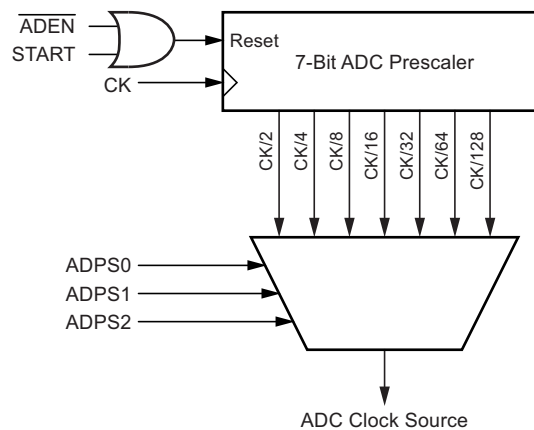 ADEN
START
Reset
CK
7-Bit ADC Prescaler
CK/2
CK/4
CK/8
CK/16
CK/32
CK/64
CK/128
ADPS0
ADPS1
ADPS2
ADC Clock Source